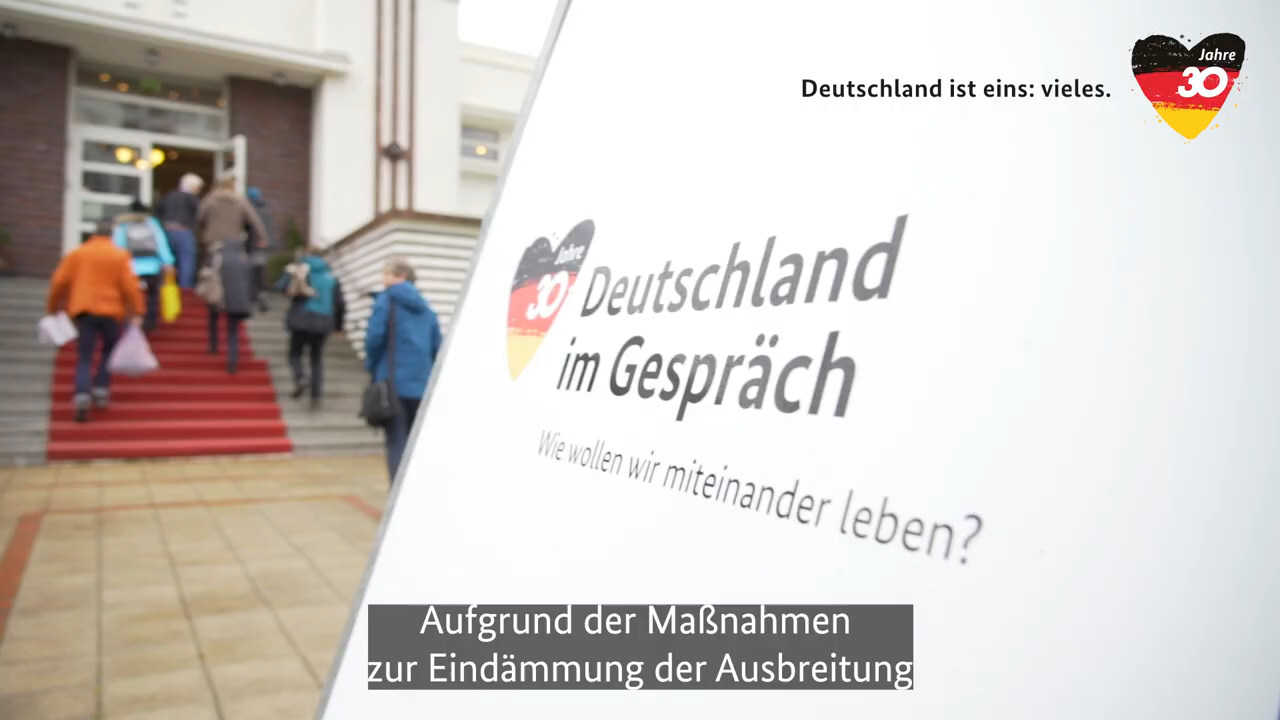 Deutschland ist eins: vieles.
Jahre
30
Jahre
30
Deutschland
im Gespräch
Wie wollen wir miteinander leben?
Aufgrund der Maßnahmen
zur Eindämmung der Ausbreitung